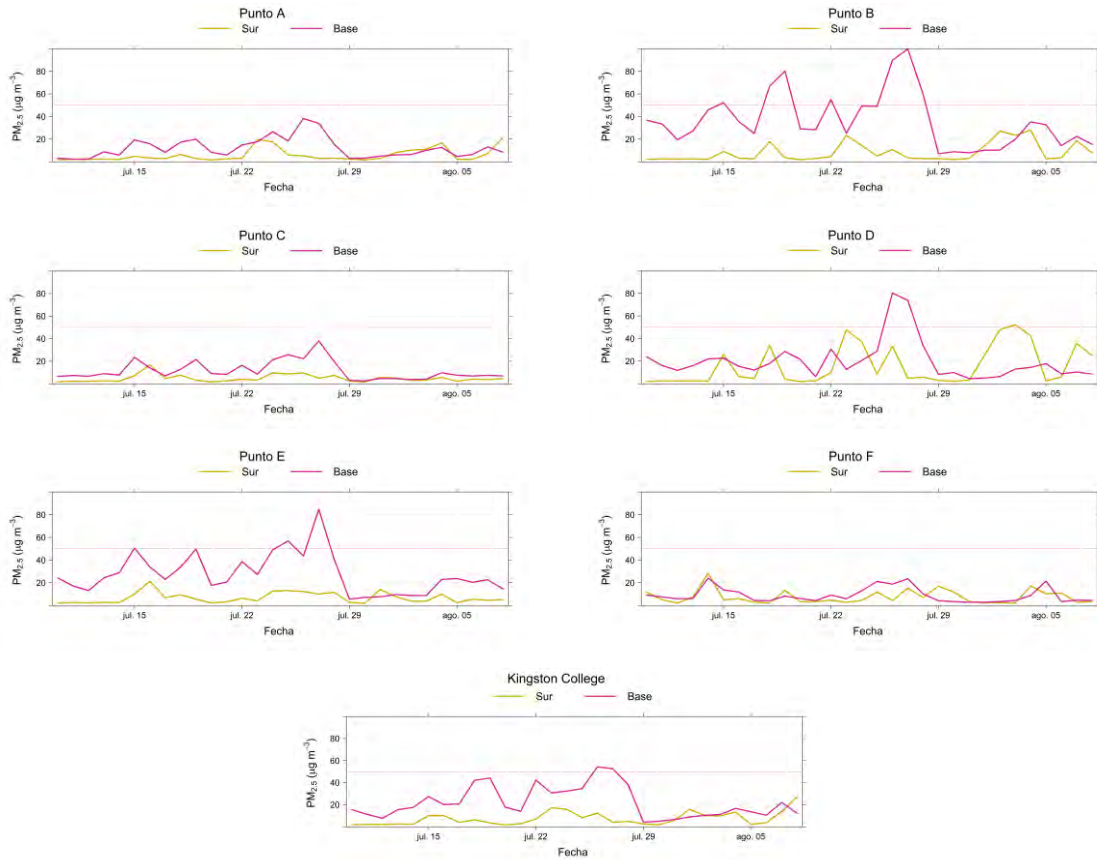 Punto A
Sur Base
PM2.5 (µg m−3)
80
60
40
20
jul. 15 jul. 22 jul. 29 ago. 05
Fecha
Punto B
Sur Base
PM2.5 (µg m−3)
80
60
40
20
jul. 15 jul. 22 jul. 29 ago. 05
Fecha
Punto C
Sur Base
PM2.5 (µg m−3)
80
60
40
20
jul. 15 jul. 22 jul. 29 ago. 05
Fecha
Punto D
Sur Base
PM2.5 (µg m−3)
80
60
40
20
jul. 15 jul. 22 jul. 29 ago. 05
Fecha
Punto E
Sur Base
PM2.5 (µg m−3)
80
60
40
20
jul. 15 jul. 22 jul. 29 ago. 05
Fecha
Punto F
Sur Base
PM2.5 (µg m−3)
80
60
40
20
jul. 15 jul. 22 jul. 29 ago. 05
Fecha
Kingston College
Sur Base
PM2.5 (µg m−3)
80
60
40
20
jul. 15 jul. 22 jul. 29 ago. 05
Fecha